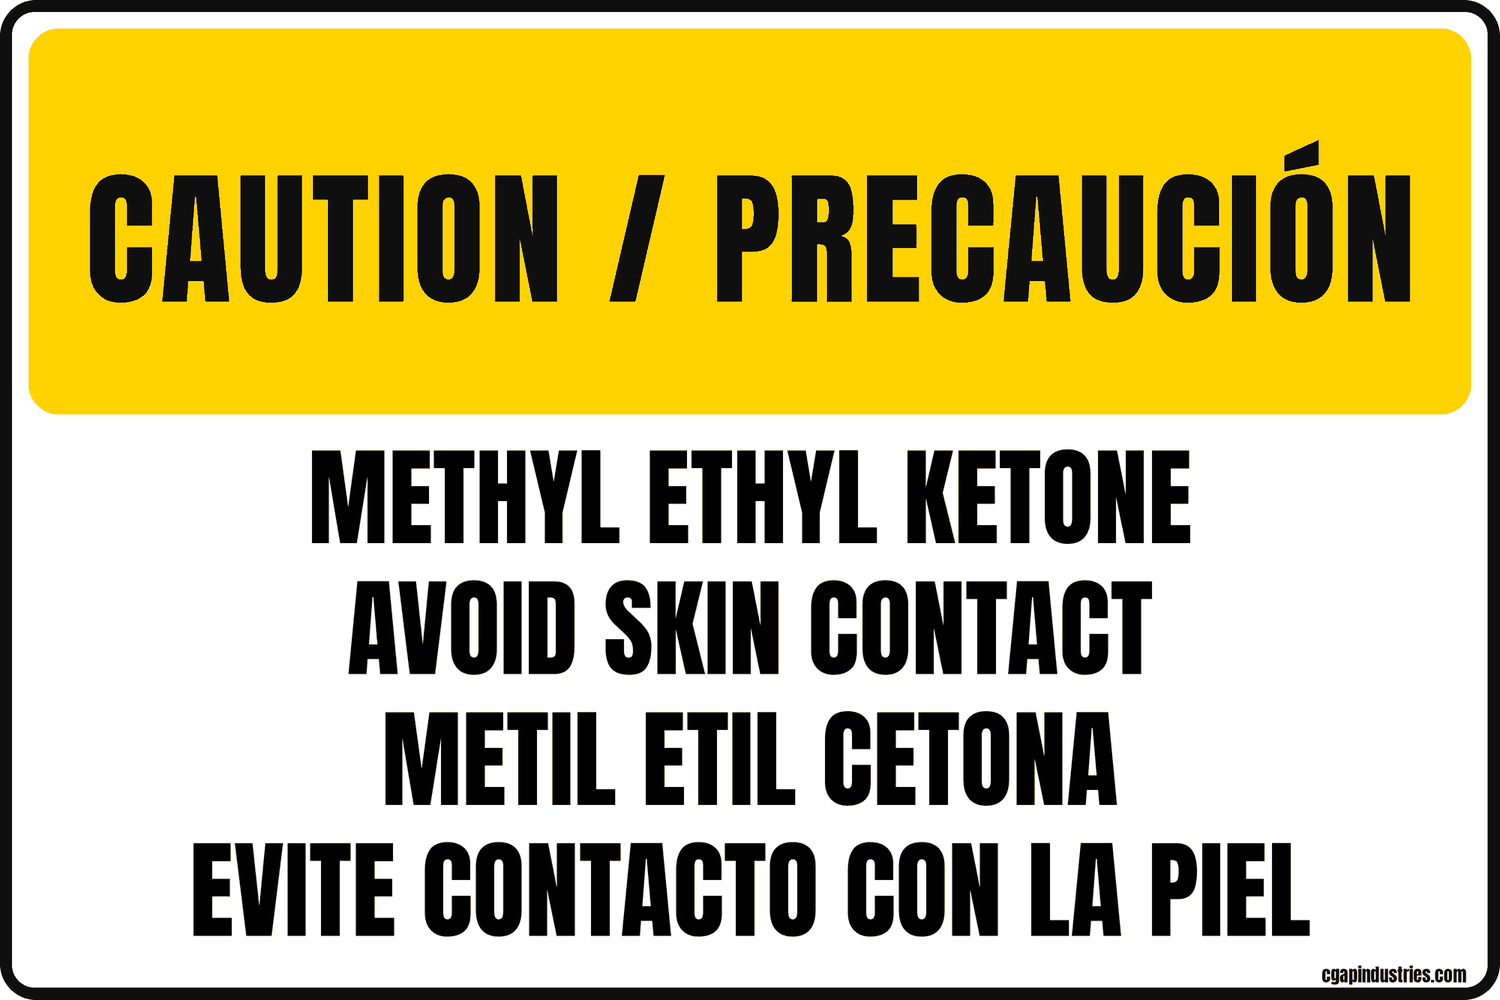 CAUTION / PRECAUCIÓN
METHYL ETHYL KETONE
AVOID SKIN CONTACT
METIL ETIL CETONA
EVITE CONTACTO CON LA PIEL
cgapindustries.com